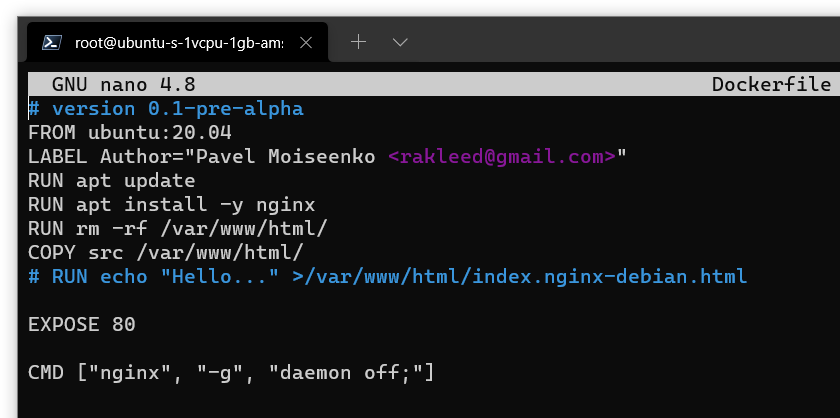 root@ubuntu-s-1vcpu-1gb-ams
GNU nano 4.8 Dockerfile
# version 0.1-pre-alpha
FROM ubuntu:20.04
LABEL Author="Pavel Moiseenko <rakleed@gmail.com>"
RUN apt update
RUN apt install -y nginx
RUN rm -rf /var/www/html/
COPY src /var/www/html/
# RUN echo "Hello..." >/var/www/html/index.nginx-debian.html
EXPOSE 80
CMD ["nginx", "-g", "daemon off;"]